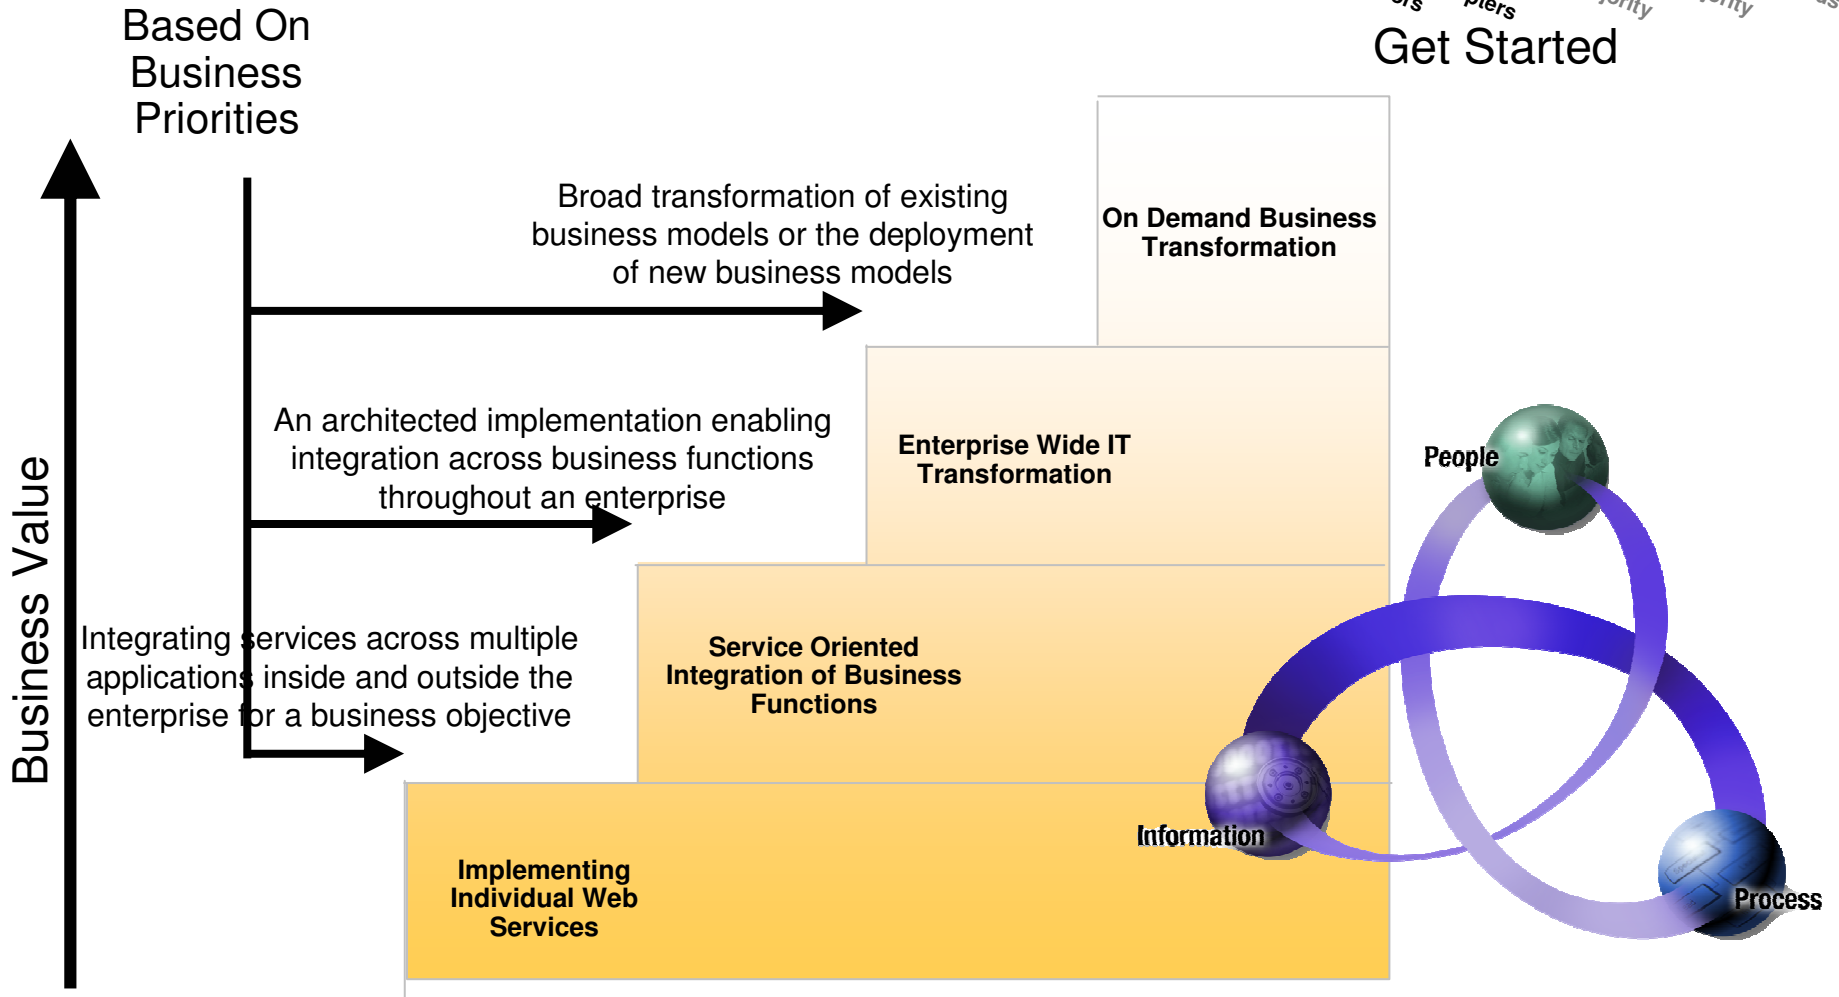 Based On
Business
Priorities
Get Started
Broad transformation of existing
business models or the deployment
of new business models
On Demand Business
Transformation
An architected implementation enabling
integration across business functions
throughout an enterprise
Enterprise Wide IT
Transformation
People
Business Value
Integrating services across multiple
applications inside and outside the
enterprise for a business objective
Service Oriented
Integration of Business
Functions
Information
Implementing
Individual Web
Services
Process